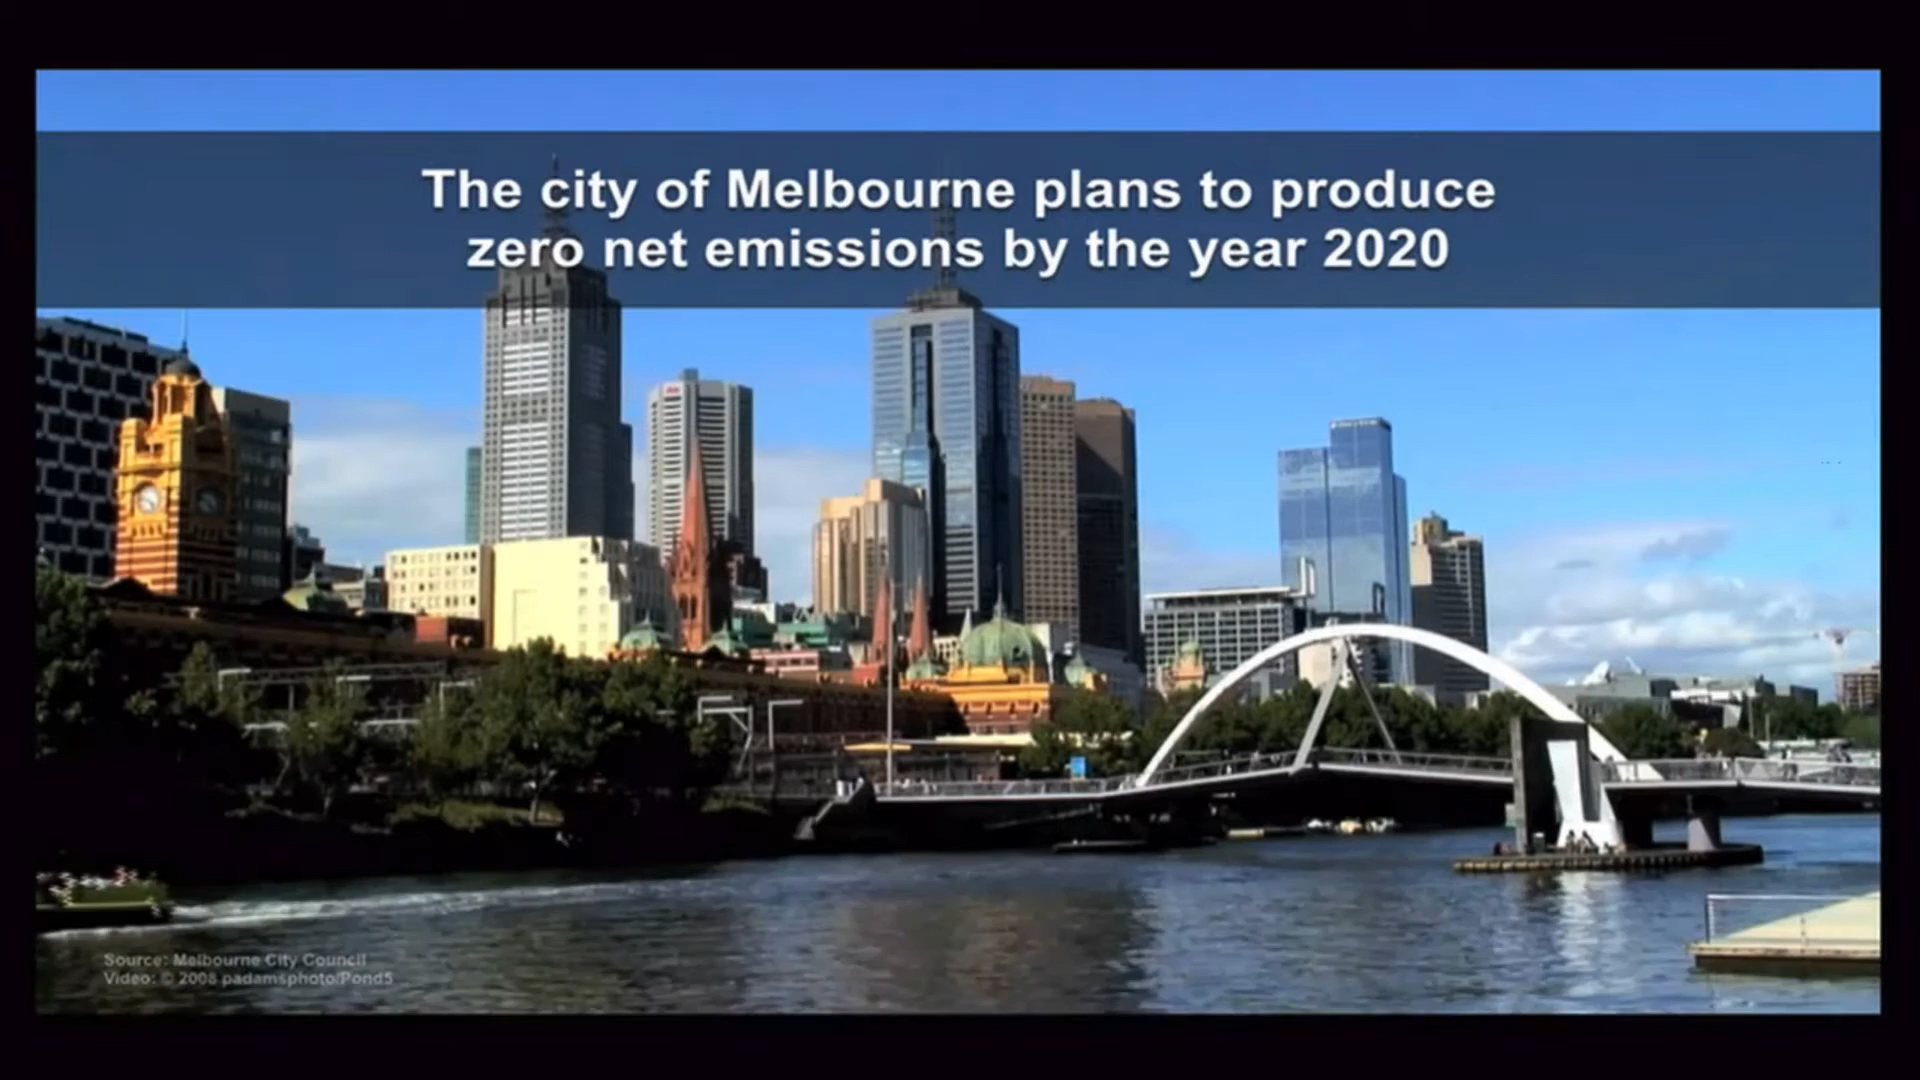 The city of Melbourne plans to produce
zero net emissions by the year 2020
Source: Melbourne City Council
Video: © 2008 padamsphoto/Pond5